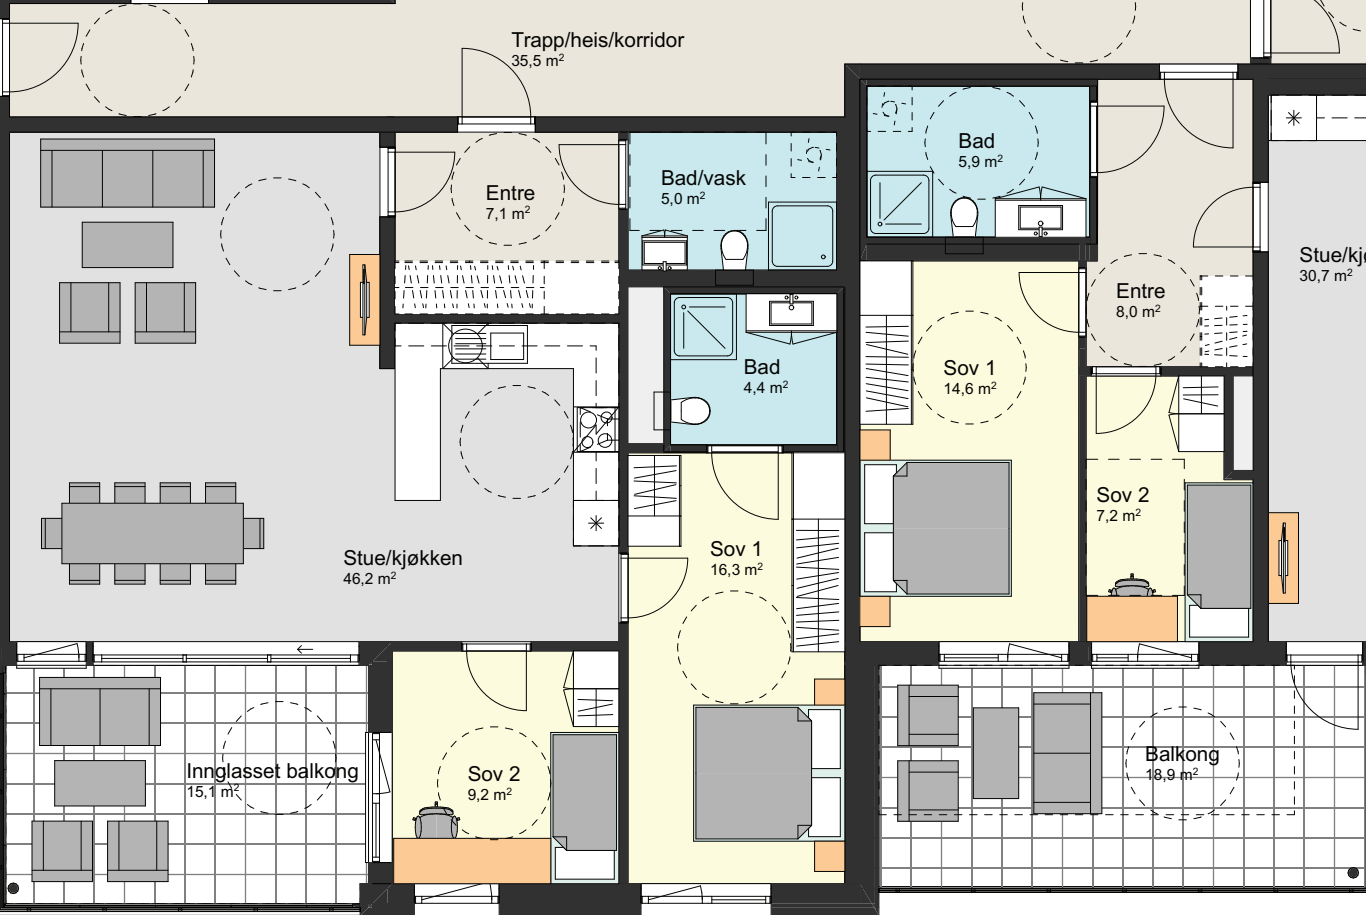 Trapp/heis/korridor
35,5 m²
Entre
7,1 m²
Bad/vask
5,0 m²
Bad
5,9 m²
Stue/kj
30,7 m²
Entre
8,0 m²
Bad
4,4 m²
Sov 1
14,6 m²
Sov 2
7,2 m²
Stue/kjøkken
46,2 m²
Sov 1
16,3 m²
Innglasset balkong
15,1 m²
Sov 2
9,2 m²
Balkong
18,9 m²